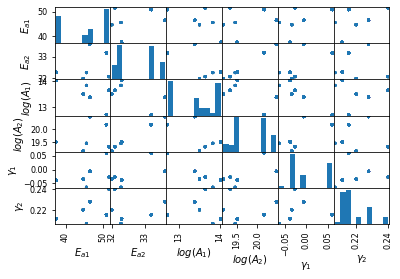 50
40
E_{a1}
33
32
E_{a2}
14
13
log(A_1)
20.0
19.5
log(A_2)
0.05
0.00
−0.05
γ_1
0.24
0.22
γ_2
40 50 32 33 13 14 19.5 20.0 −0.05 0.00 0.05 0.22 0.24
E_{a1} E_{a2} log(A_1) log(A_2) γ_1 γ_2